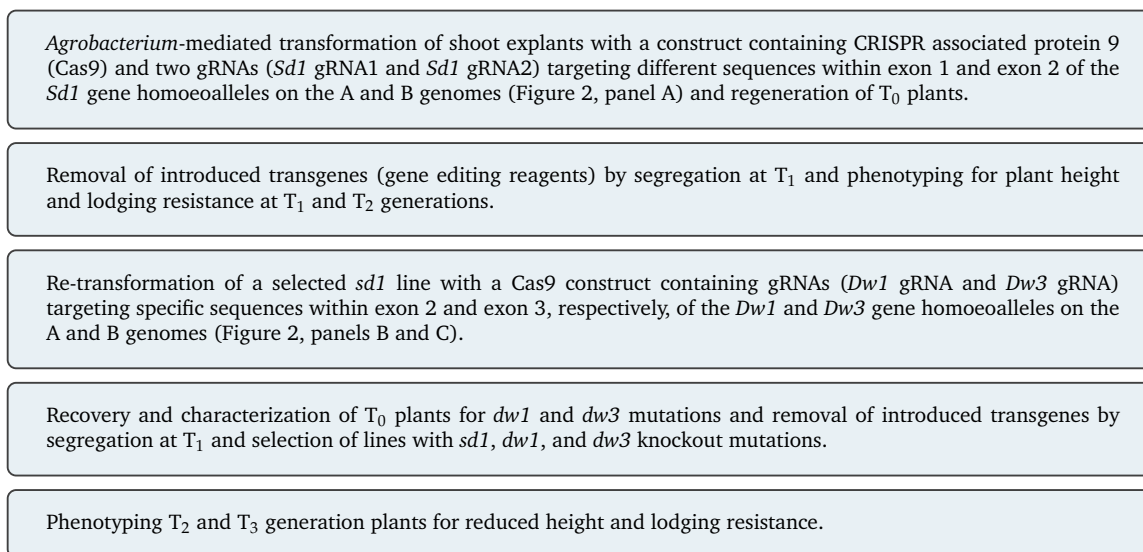 Agrobacterium-mediated transformation of shoot explants with a construct containing CRISPR associated protein 9
(Cas9) and two gRNAs (Sd1 gRNA1 and Sd1 gRNA2) targeting different sequences within exon 1 and exon 2 of the
Sd1 gene homoeoalleles on the A and B genomes (Figure 2, panel A) and regeneration of T0 plants.
Removal of introduced transgenes (gene editing reagents) by segregation at T1 and phenotyping for plant height
and lodging resistance at T1 and T2 generations.
Re-transformation of a selected sd1 line with a Cas9 construct containing gRNAs (Dw1 gRNA and Dw3 gRNA)
targeting specific sequences within exon 2 and exon 3, respectively, of the Dw1 and Dw3 gene homoeoalleles on the
A and B genomes (Figure 2, panels B and C).
Recovery and characterization of T0 plants for dw1 and dw3 mutations and removal of introduced transgenes by
segregation at T1 and selection of lines with sd1, dw1, and dw3 knockout mutations.
Phenotyping T2 and T3 generation plants for reduced height and lodging resistance.